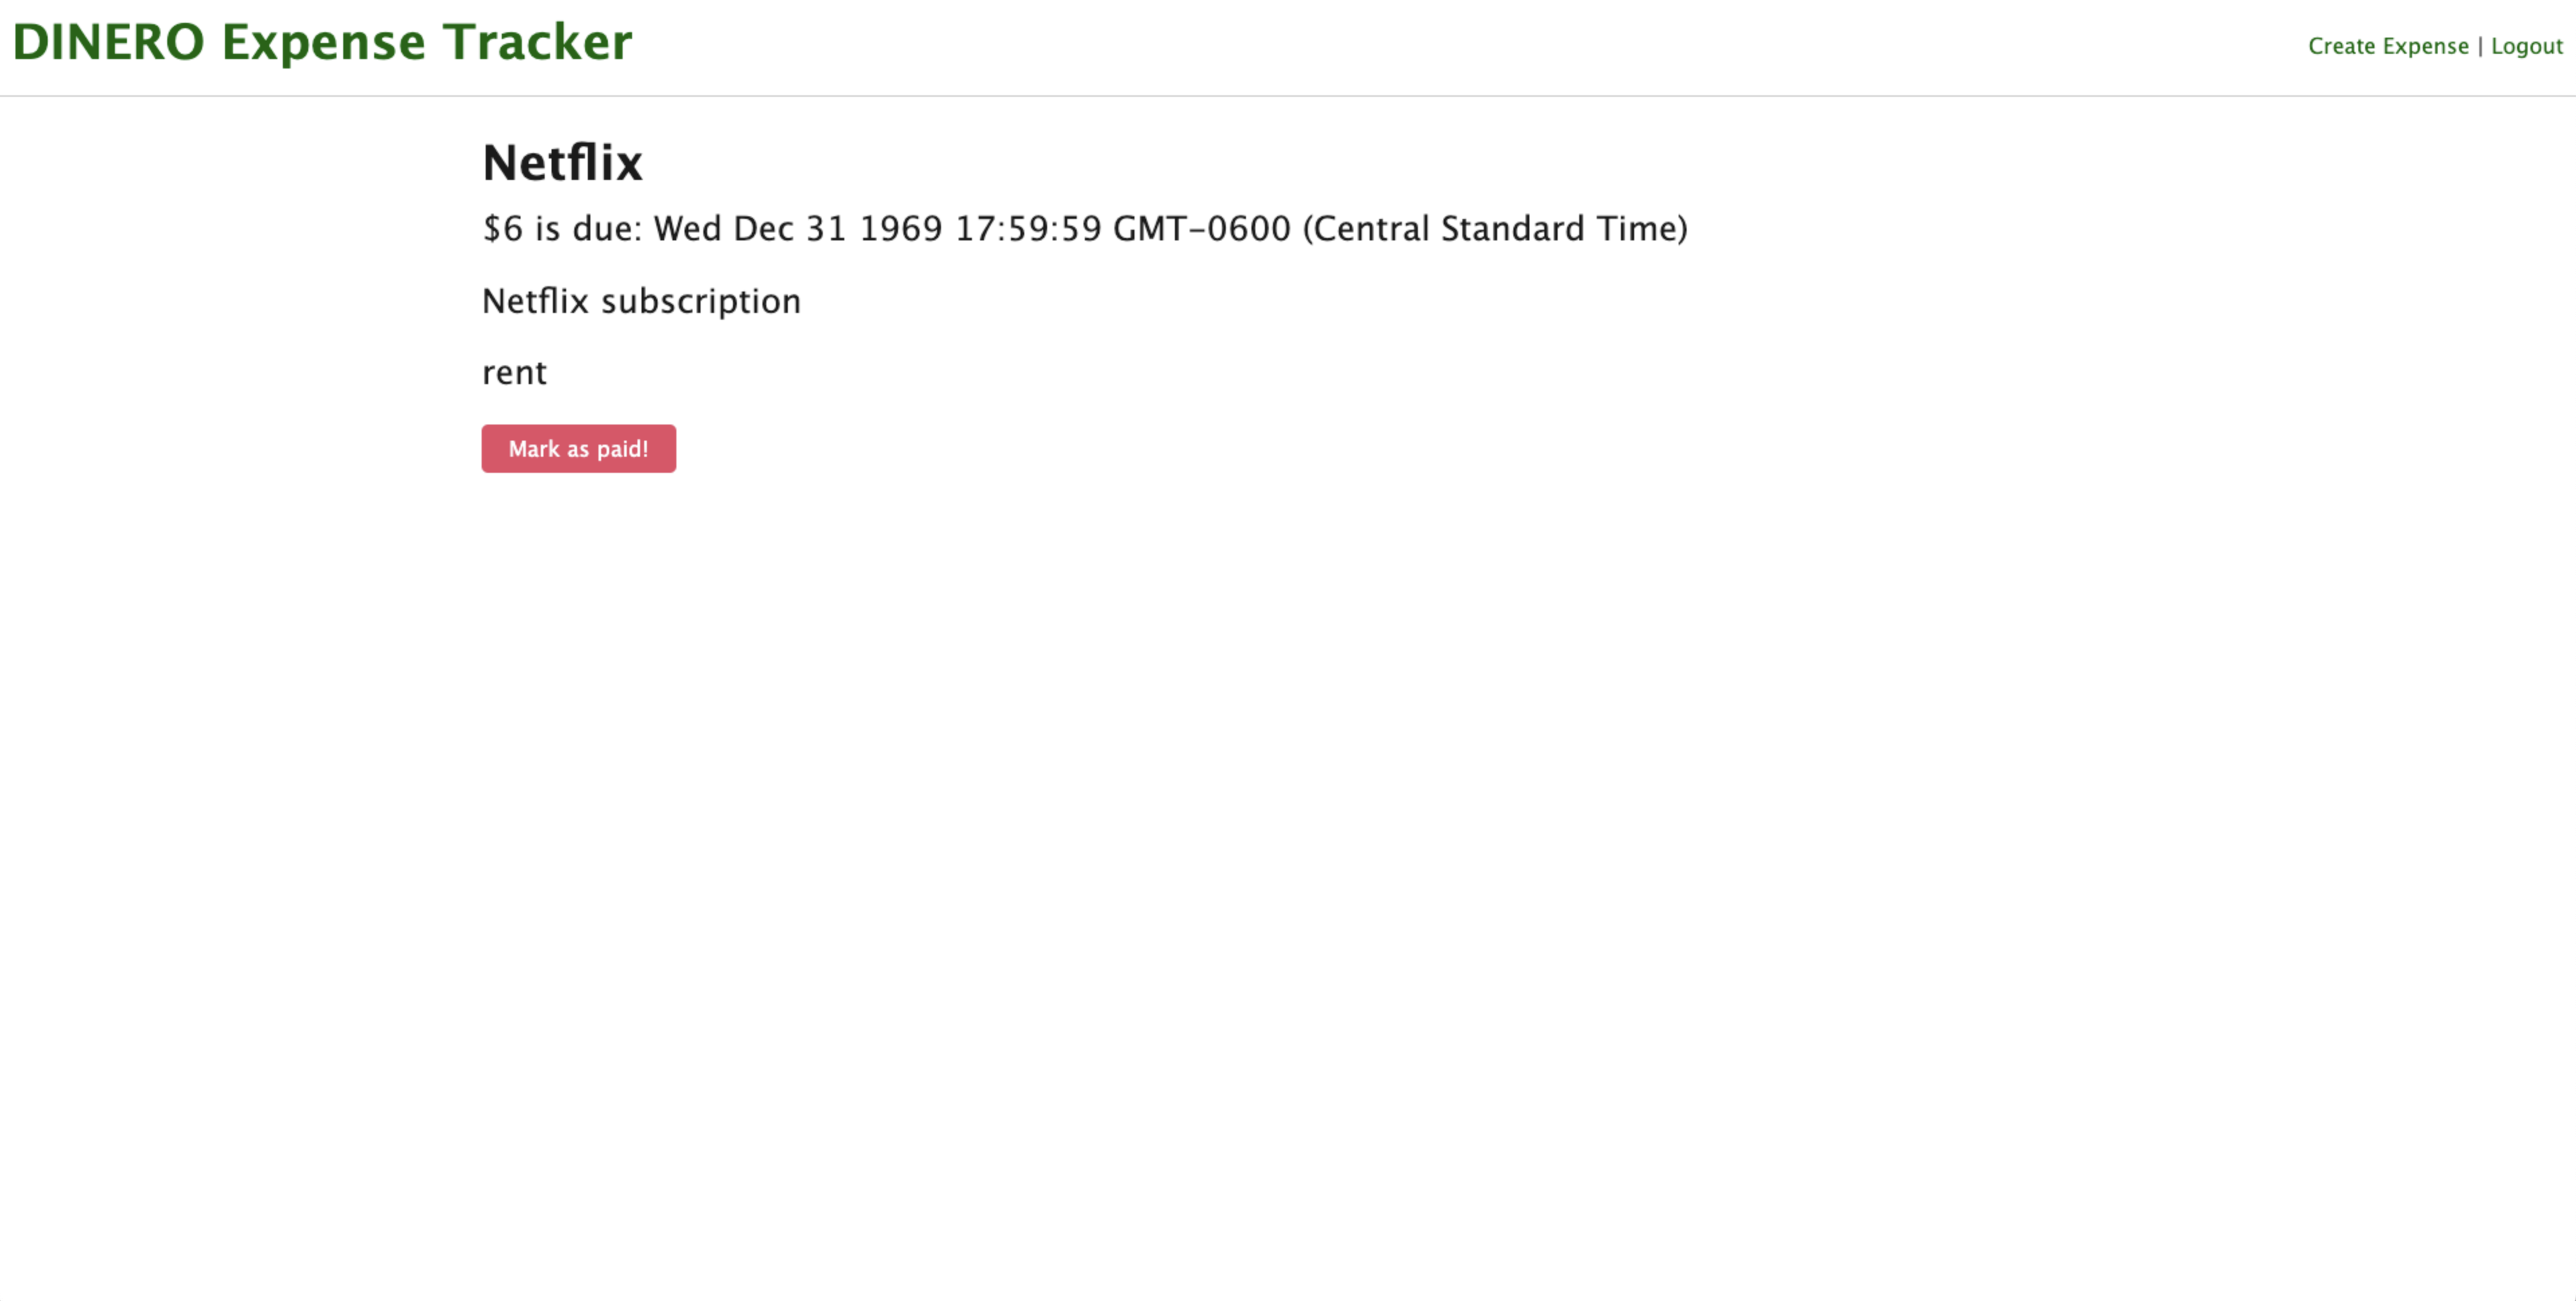 DINERO Expense Tracker
Create Expense | Logout
Netflix
$6 is due: Wed Dec 31 1969 17:59:59 GMT-0600 (Central Standard Time)
Netflix subscription
rent
Mark as paid!